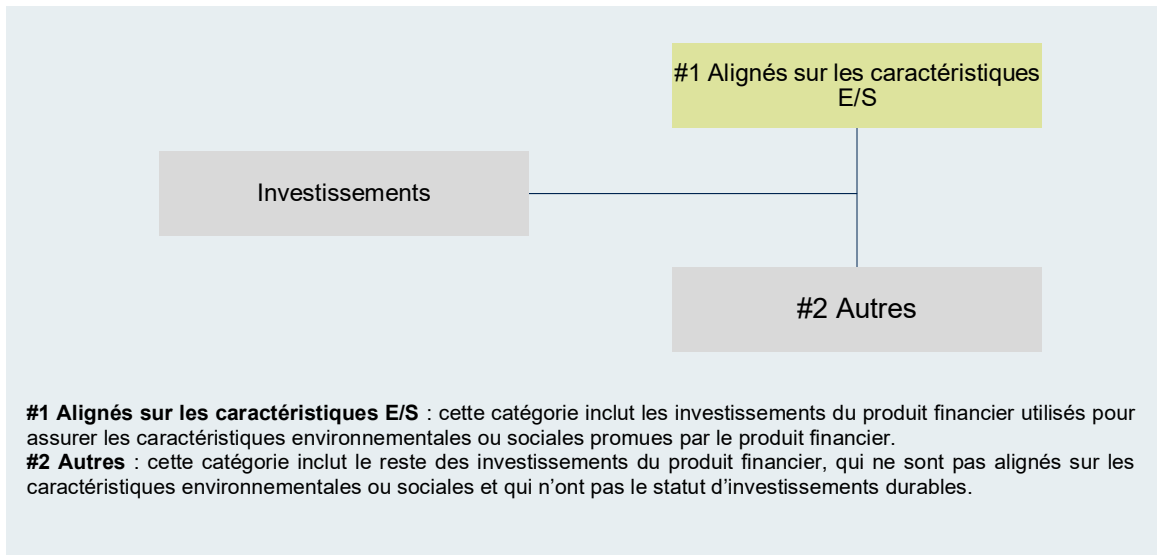 #1 Alignés sur les caractéristiques
E/S
Investissements
#2 Autres
#1 Alignés sur les caractéristiques E/S : cette catégorie inclut les investissements du produit financier utilisés pour
assurer les caractéristiques environnementales ou sociales promues par le produit financier.
#2 Autres : cette catégorie inclut le reste des investissements du produit financier, qui ne sont pas alignés sur les
caractéristiques environnementales ou sociales et qui n’ont pas le statut d’investissements durables.